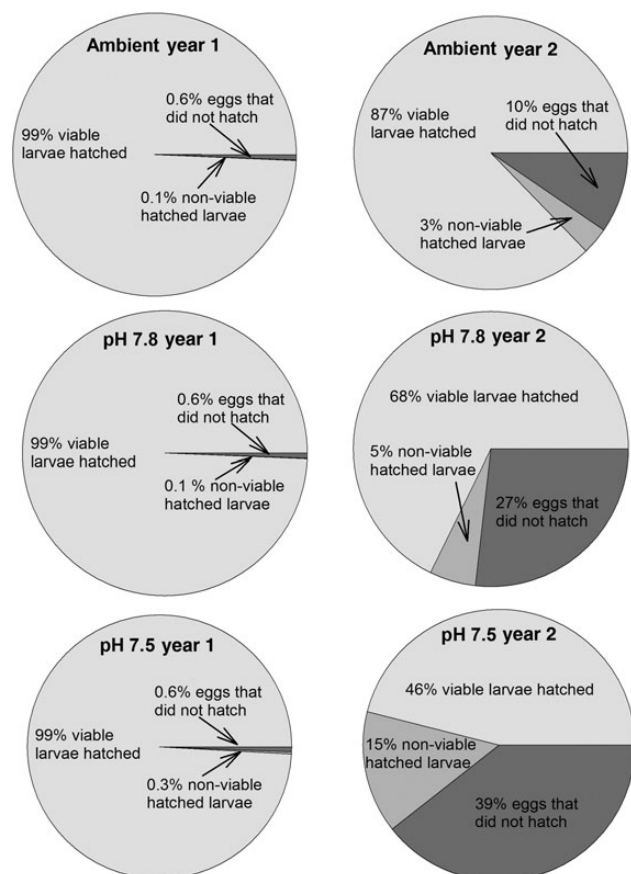 Ambient year 1
0.6% eggs that
did not hatch
99% viable
larvae hatched
0.1% non-viable
hatched larvae
Ambient year 2
87% viable
larvae hatched
10% eggs that
did not hatch
3% non-viable
hatched larvae
pH 7.8 year 1
0.6% eggs that
did not hatch
99% viable
larvae hatched
0.1 % non-viable
hatched larvae
pH 7.8 year 2
68% viable larvae hatched
5% non-viable
hatched larvae
27% eggs that
did not hatch
pH 7.5 year 1
0.6% eggs that
did not hatch
99% viable
larvae hatched
0.3% non-viable
hatched larvae
pH 7.5 year 2
46% viable larvae hatched
15% non-viable
hatched larvae
39% eggs that
did not hatch